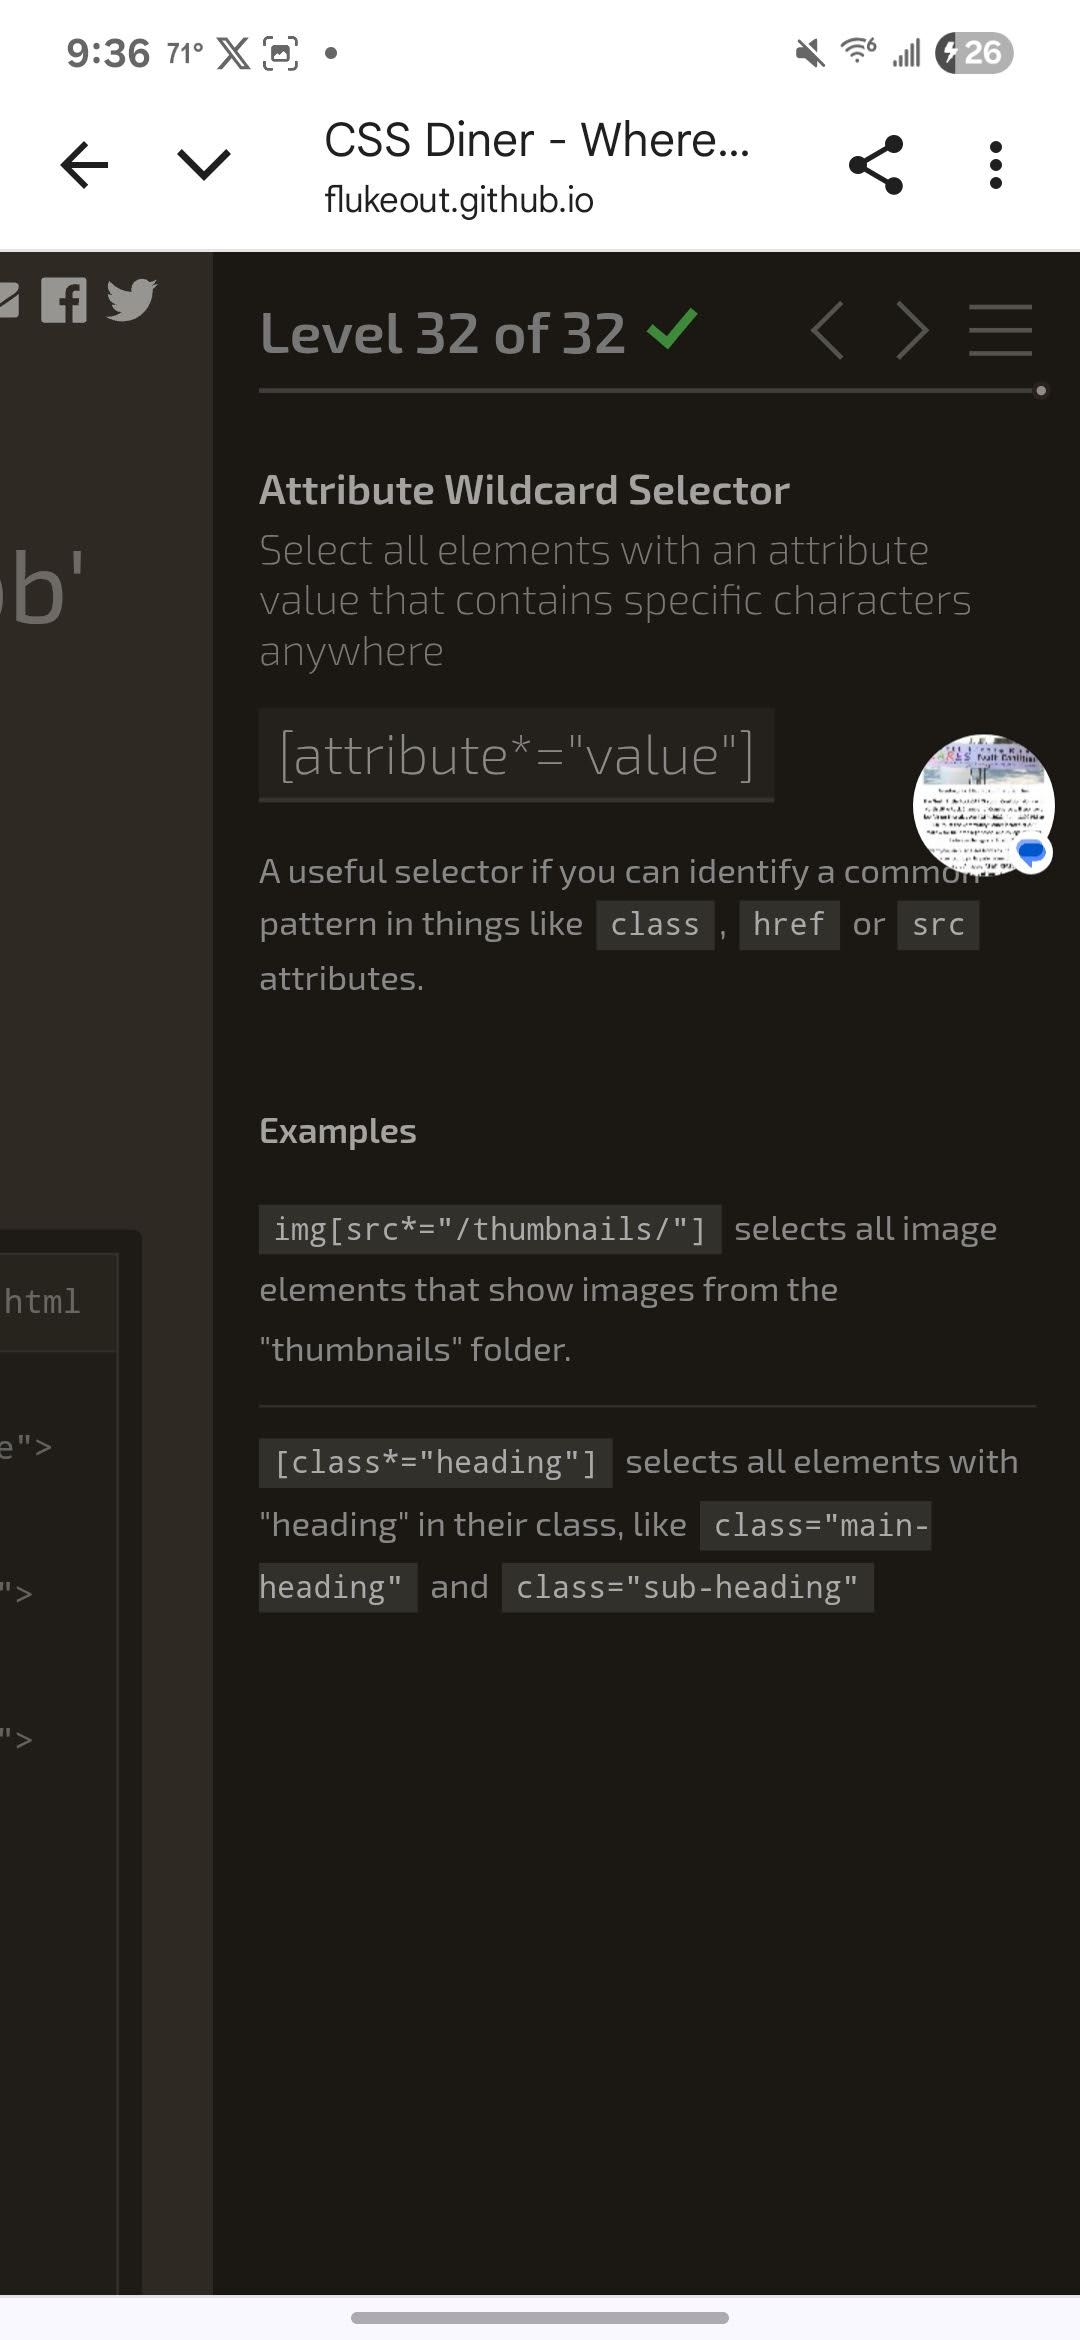 9:36 71° 26
CSS Diner - Where...
flukeout.github.io
Level 32 of 32
b'
Attribute Wildcard Selector
Select all elements with an attribute
value that contains specific characters
anywhere
[attribute*="value"]
A useful selector if you can identify a common
pattern in things like class, href or src
attributes.
Examples
img[src*="/thumbnails/"] selects all image
elements that show images from the
"thumbnails" folder.
html
e">
[class*="heading"] selects all elements with
"heading" in their class, like class="main-
heading" and class="sub-heading"
">
">